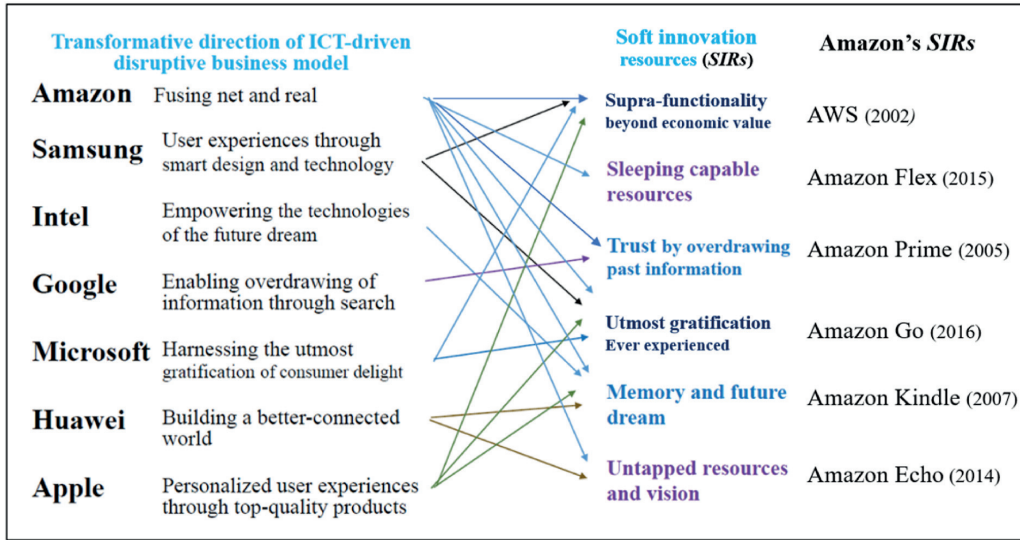 Transformative direction of ICT-driven
disruptive business model
Soft innovation
resources (SIRs)
Amazon's SIRs
Amazon Fusing net and real
Supra-functionality
beyond economic value
AWS (2002)
Samsung User experiences through
smart design and technology
Sleeping capable
resources
Amazon Flex (2015)
Intel Empowering the technologies
of the future dream
Trust by overdrawing
past information
Amazon Prime (2005)
Google Enabling overdrawing of
information through search
Utmost gratification
Ever experienced
Amazon Go (2016)
Microsoft Harnessing the utmost
gratification of consumer delight
Memory and future
dream
Amazon Kindle (2007)
Huawei Building a better-connected
world
Untapped resources
and vision
Amazon Echo (2014)
Apple Personalized user experiences
through top-quality products